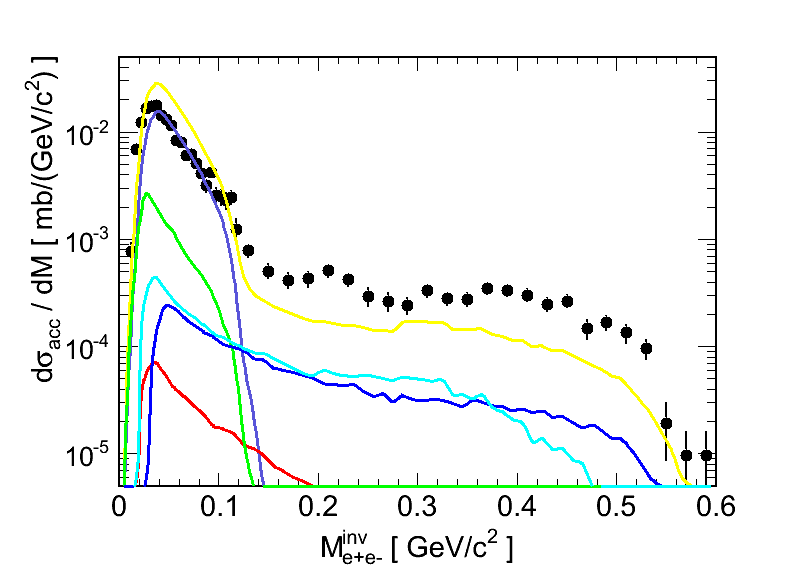 dσacc / dM [ mb/(GeV/c²) ]
10⁻²
10⁻³
10⁻⁴
10⁻⁵
0 0.1 0.2 0.3 0.4 0.5 0.6
M inv e+e- [ GeV/c² ]